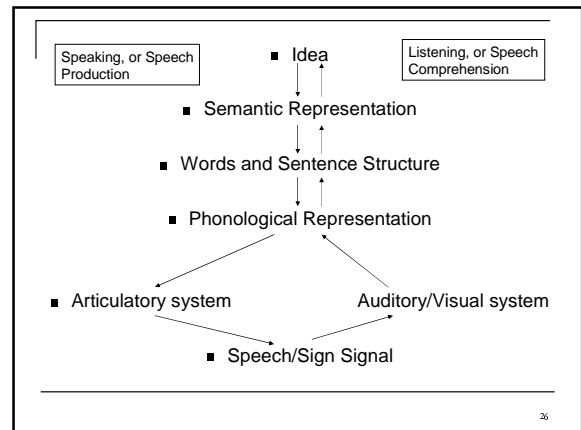 Speaking, or Speech
Production
■ Idea
Listening, or Speech
Comprehension
■ Semantic Representation
■ Words and Sentence Structure
■ Phonological Representation
■ Articulatory system
Auditory/Visual system
■ Speech/Sign Signal
26